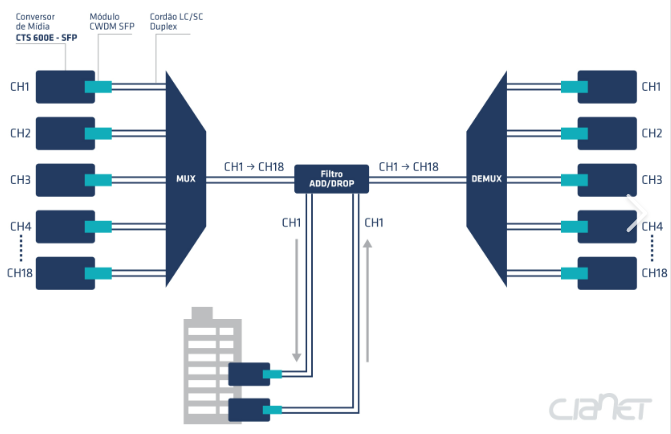 Conversor
de Mídia
CTS 600E - SFP
Módulo
CWDM SFP
Cordão LC/SC
Duplex
CH1
CH2
CH3
CH4
CH18
MUX
CH1 → CH18
Filtro
ADD/DROP
CH1 → CH18
DEMUX
CH1
CH2
CH3
CH4
CH18
CH1
CH1
CIANET